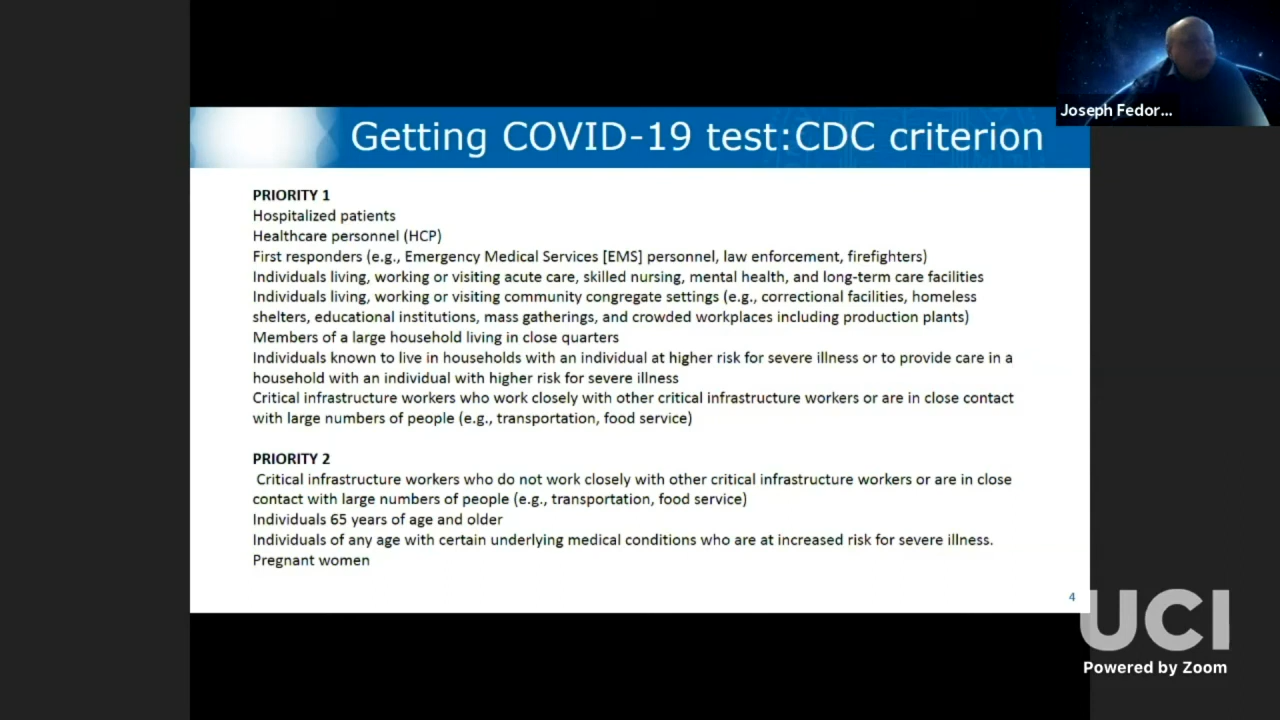 Joseph Fedor...
Getting COVID-19 test:CDC criterion
PRIORITY 1
Hospitalized patients
Healthcare personnel (HCP)
First responders (e.g., Emergency Medical Services [EMS] personnel, law enforcement, firefighters)
Individuals living, working or visiting acute care, skilled nursing, mental health, and long-term care facilities
Individuals living, working or visiting community congregate settings (e.g., correctional facilities, homeless
shelters, educational institutions, mass gatherings, and crowded workplaces including production plants)
Members of a large household living in close quarters
Individuals known to live in households with an individual at higher risk for severe illness or to provide care in a
household with an individual with higher risk for severe illness
Critical infrastructure workers who work closely with other critical infrastructure workers or are in close contact
with large numbers of people (e.g., transportation, food service)
PRIORITY 2
Critical infrastructure workers who do not work closely with other critical infrastructure workers or are in close
contact with large numbers of people (e.g., transportation, food service)
Individuals 65 years of age and older
Individuals of any age with certain underlying medical conditions who are at increased risk for severe illness.
Pregnant women
4
UCI
Powered by Zoom